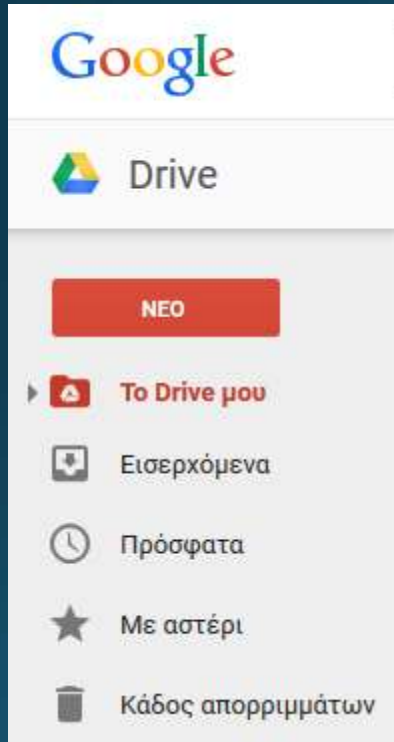 Google
Drive
ΝΕΟ
Το Drive μου
Εισερχόμενα
Πρόσφατα
Με αστέρι
Κάδος απορριμμάτων